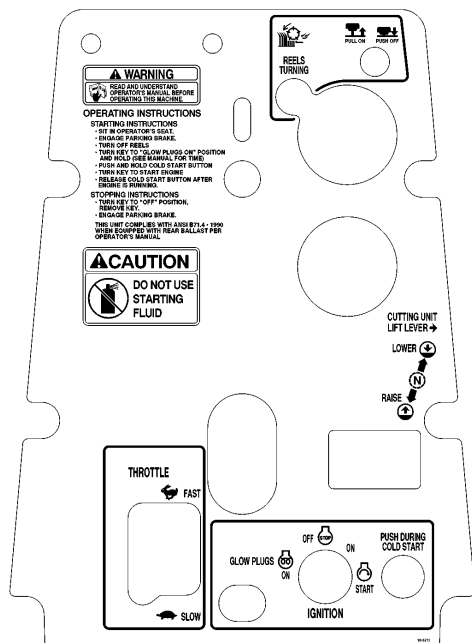 WARNING
READ AND UNDERSTAND
OPERATOR'S MANUAL BEFORE
OPERATING THIS MACHINE.
OPERATING INSTRUCTIONS
STARTING INSTRUCTIONS
· SIT IN OPERATOR'S SEAT.
· ENGAGE PARKING BRAKE.
· TURN OFF REELS
· TURN KEY TO "GLOW PLUGS ON" POSITION
AND HOLD (SEE MANUAL FOR TIME)
· PUSH AND HOLD COLD START BUTTON
· TURN KEY TO START ENGINE
· RELEASE COLD START BUTTON AFTER
ENGINE IS RUNNING.
STOPPING INSTRUCTIONS
· TURN KEY TO "OFF" POSITION,
REMOVE KEY.
· ENGAGE PARKING BRAKE.
THIS UNIT COMPLIES WITH ANSI B71.4 - 1990
WHEN EQUIPPED WITH REAR BALLAST PER
OPERATOR'S MANUAL
CAUTION
DO NOT USE
STARTING
FLUID
PULL ON PUSH OFF
REELS
TURNING
CUTTING UNIT
LIFT LEVER
LOWER
N
RAISE
THROTTLE
FAST
SLOW
OFF STOP
ON
GLOW PLUGS
ON
START
IGNITION
PUSH DURING
COLD START